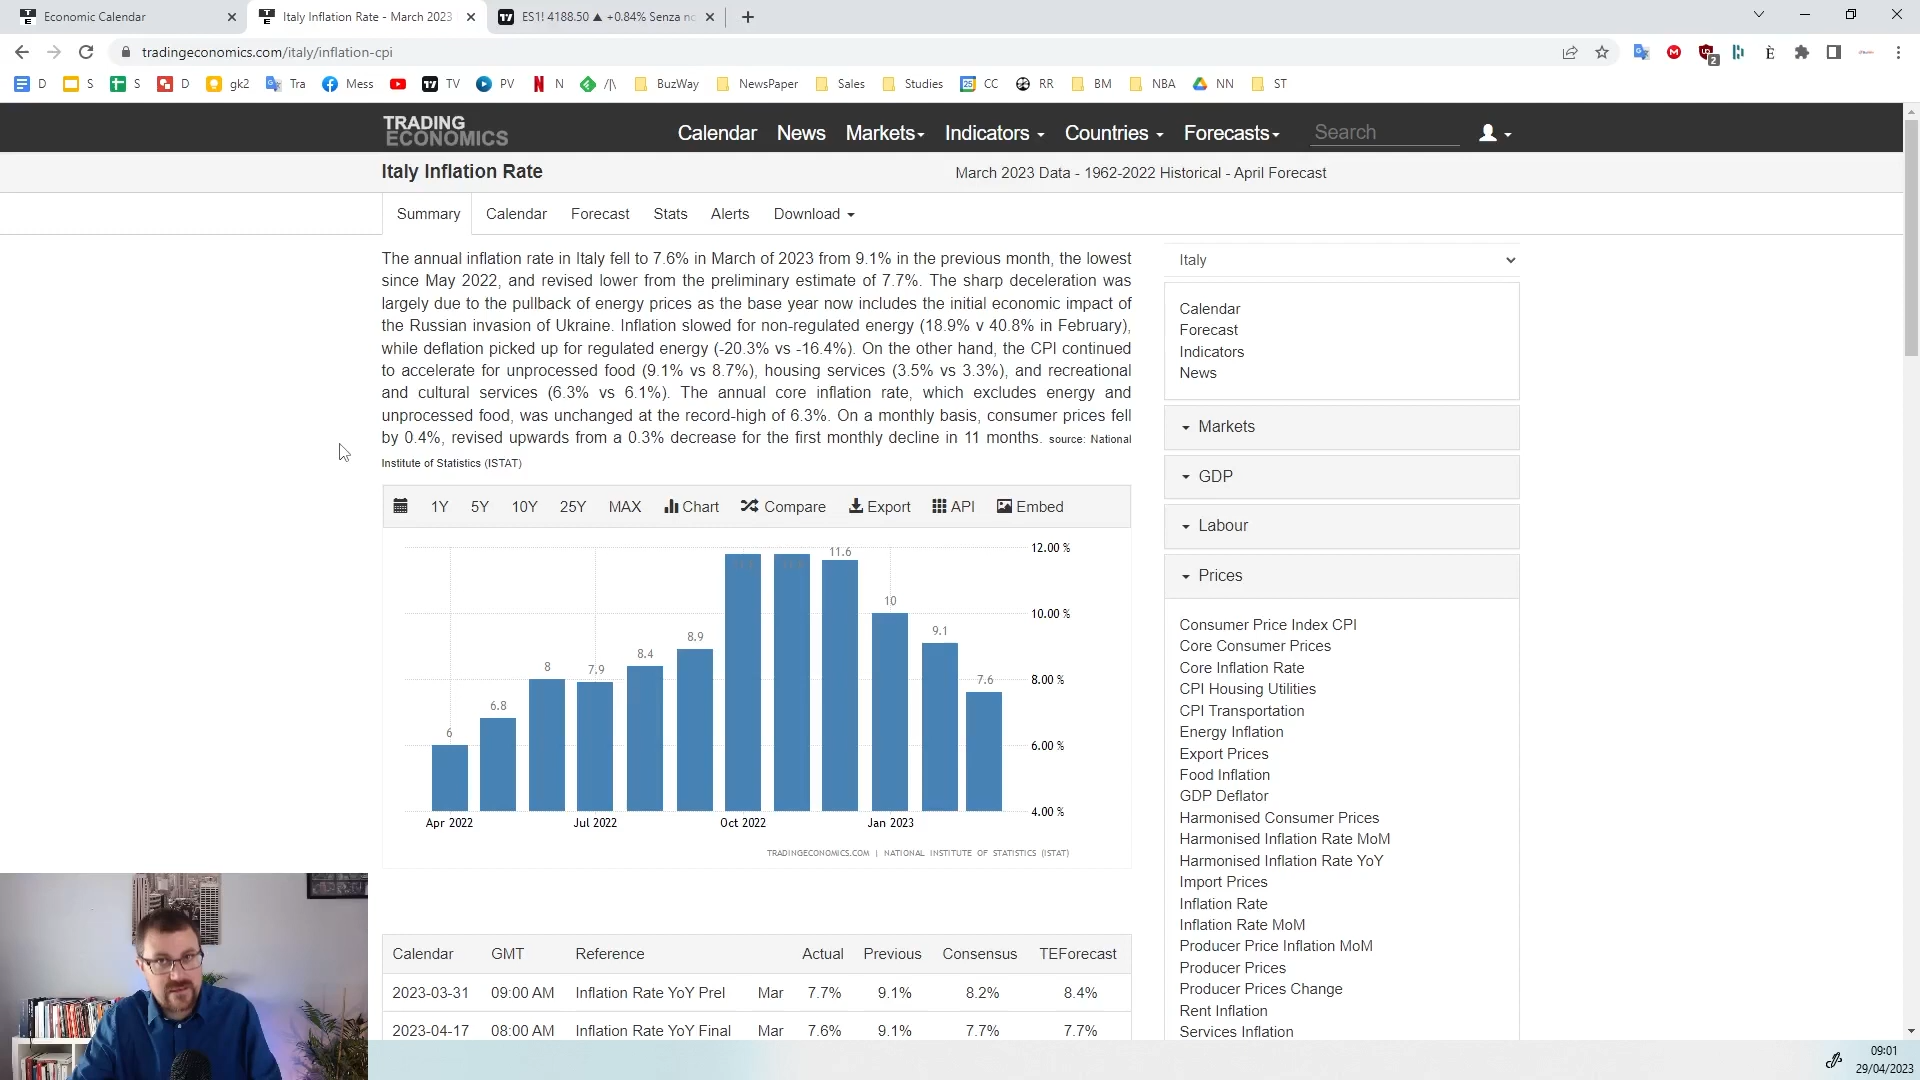 Economic Calendar
Italy Inflation Rate - March 2023
ES1! 4188.50 ▲ +0.84% Senza no
tradingeconomics.com/italy/inflation-cpi
2
D
S
S
D
gk2
Tra
Mess
TV
PV
N
/|\
BuzWay
NewsPaper
Sales
Studies
CC
RR
BM
NBA
NN
ST
TRADING
ECONOMICS
Calendar News Markets Indicators Countries Forecasts Search
Italy Inflation Rate
March 2023 Data - 1962-2022 Historical - April Forecast
Summary Calendar Forecast Stats Alerts Download
The annual inflation rate in Italy fell to 7.6% in March of 2023 from 9.1% in the previous month, the lowest
since May 2022, and revised lower from the preliminary estimate of 7.7%. The sharp deceleration was
largely due to the pullback of energy prices as the base year now includes the initial economic impact of
the Russian invasion of Ukraine. Inflation slowed for non-regulated energy (18.9% v 40.8% in February),
while deflation picked up for regulated energy (-20.3% vs -16.4%). On the other hand, the CPI continued
to accelerate for unprocessed food (9.1% vs 8.7%), housing services (3.5% vs 3.3%), and recreational
and cultural services (6.3% vs 6.1%). The annual core inflation rate, which excludes energy and
unprocessed food, was unchanged at the record-high of 6.3%. On a monthly basis, consumer prices fell
by 0.4%, revised upwards from a 0.3% decrease for the first monthly decline in 11 months. source: National
Institute of Statistics (ISTAT)
1Y 5Y 10Y 25Y MAX Chart Compare Export API Embed
12.00 %
10.00 %
8.00 %
6.00 %
4.00 %
6
6.8
8
7.9
8.4
8.9
11.6
10
9.1
7.6
Apr 2022
Jul 2022
Oct 2022
Jan 2023
TRADINGECONOMICS.COM | NATIONAL INSTITUTE OF STATISTICS (ISTAT)
Calendar GMT Reference Actual Previous Consensus TEForecast
2023-03-31 09:00 AM Inflation Rate YoY Prel Mar 7.7% 9.1% 8.2% 8.4%
2023-04-17 08:00 AM Inflation Rate YoY Final Mar 7.6% 9.1% 7.7% 7.7%
Italy
Calendar
Forecast
Indicators
News
Markets
GDP
Labour
Prices
Consumer Price Index CPI
Core Consumer Prices
Core Inflation Rate
CPI Housing Utilities
CPI Transportation
Energy Inflation
Export Prices
Food Inflation
GDP Deflator
Harmonised Consumer Prices
Harmonised Inflation Rate MoM
Harmonised Inflation Rate YoY
Import Prices
Inflation Rate
Inflation Rate MoM
Producer Price Inflation MoM
Producer Prices
Producer Prices Change
Rent Inflation
Services Inflation
09:01
29/04/2023